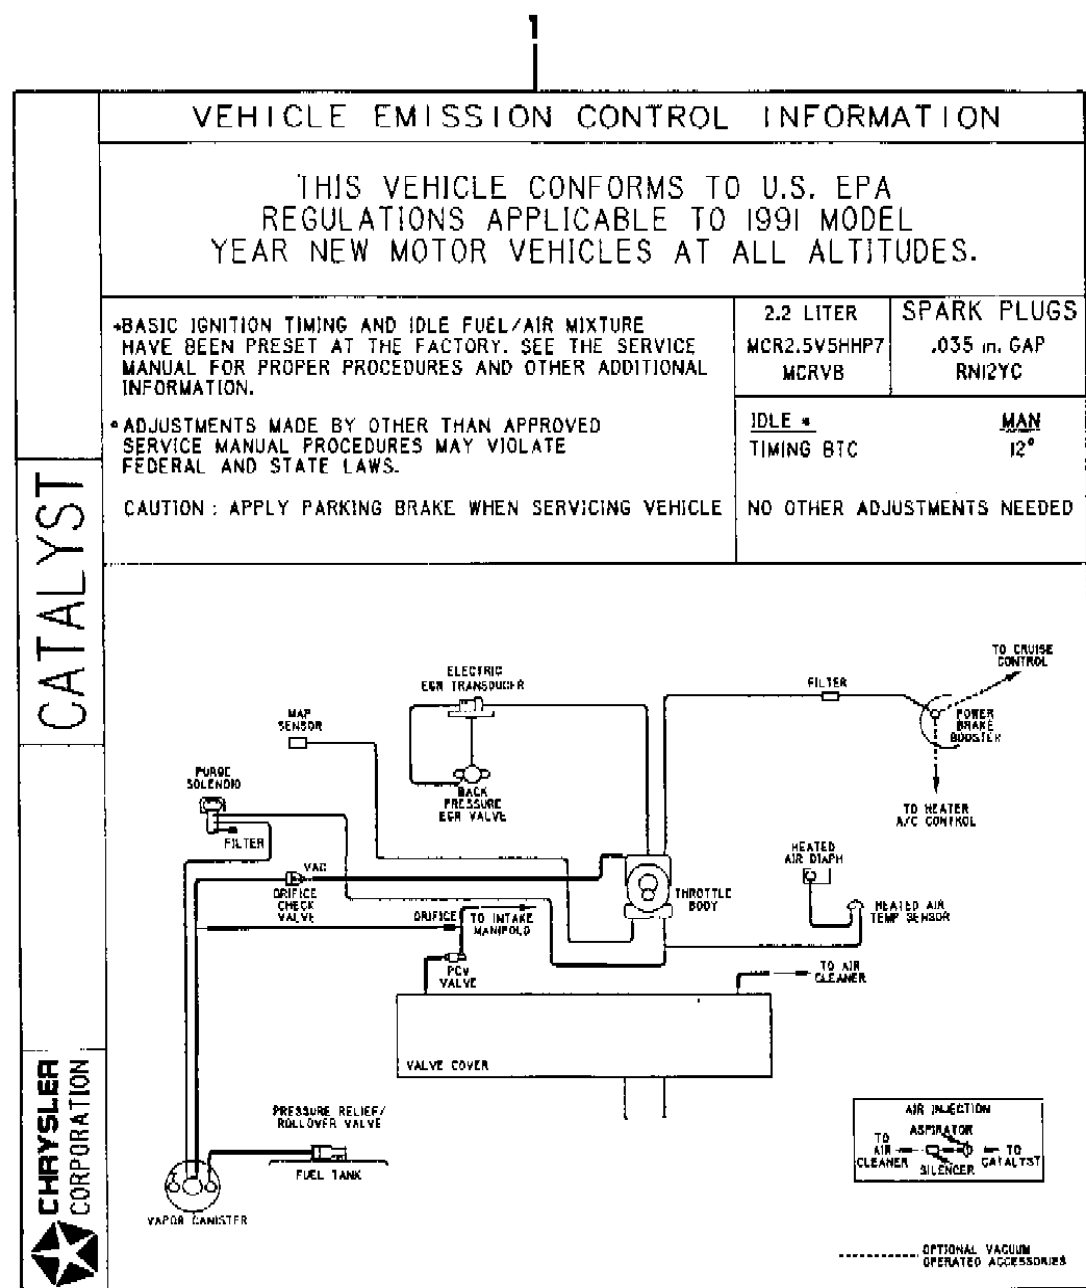 1
VEHICLE EMISSION CONTROL INFORMATION
THIS VEHICLE CONFORMS TO U.S. EPA
REGULATIONS APPLICABLE TO 1991 MODEL
YEAR NEW MOTOR VEHICLES AT ALL ALTITUDES.
*BASIC IGNITION TIMING AND IDLE FUEL/AIR MIXTURE
HAVE BEEN PRESET AT THE FACTORY. SEE THE SERVICE
MANUAL FOR PROPER PROCEDURES AND OTHER ADDITIONAL
INFORMATION.
*ADJUSTMENTS MADE BY OTHER THAN APPROVED
SERVICE MANUAL PROCEDURES MAY VIOLATE
FEDERAL AND STATE LAWS.
CAUTION : APPLY PARKING BRAKE WHEN SERVICING VEHICLE
2.2 LITER
MCR2.5V5HHP7
MCRVB
SPARK PLUGS
.035 in. GAP
RN12YC
IDLE * MAN
TIMING BTC 12°
NO OTHER ADJUSTMENTS NEEDED
CATALYST
CHRYSLER
CORPORATION
ELECTRIC
EGR TRANSDUCER
MAP
SENSOR
PURGE
SOLENOID
FILTER
BACK
PRESSURE
EGR VALVE
FILTER
TO CRUISE
CONTROL
POWER
BRAKE
BOOSTER
TO HEATER
A/C CONTROL
VAC
ORIFICE
CHECK
VALVE
ORIFICE
TO INTAKE
MANIFOLD
PCV
VALVE
THROTTLE
BODY
HEATED
AIR DIAPH
HEATED AIR
TEMP SENSOR
TO AIR
CLEANER
VALVE COVER
PRESSURE RELIEF/
ROLLOVER VALVE
FUEL TANK
VAPOR CANISTER
AIR INJECTION
ASPIRATOR
TO
AIR
CLEANER
SILENCER
TO
CATALYST
OPTIONAL VACUUM
OPERATED ACCESSORIES